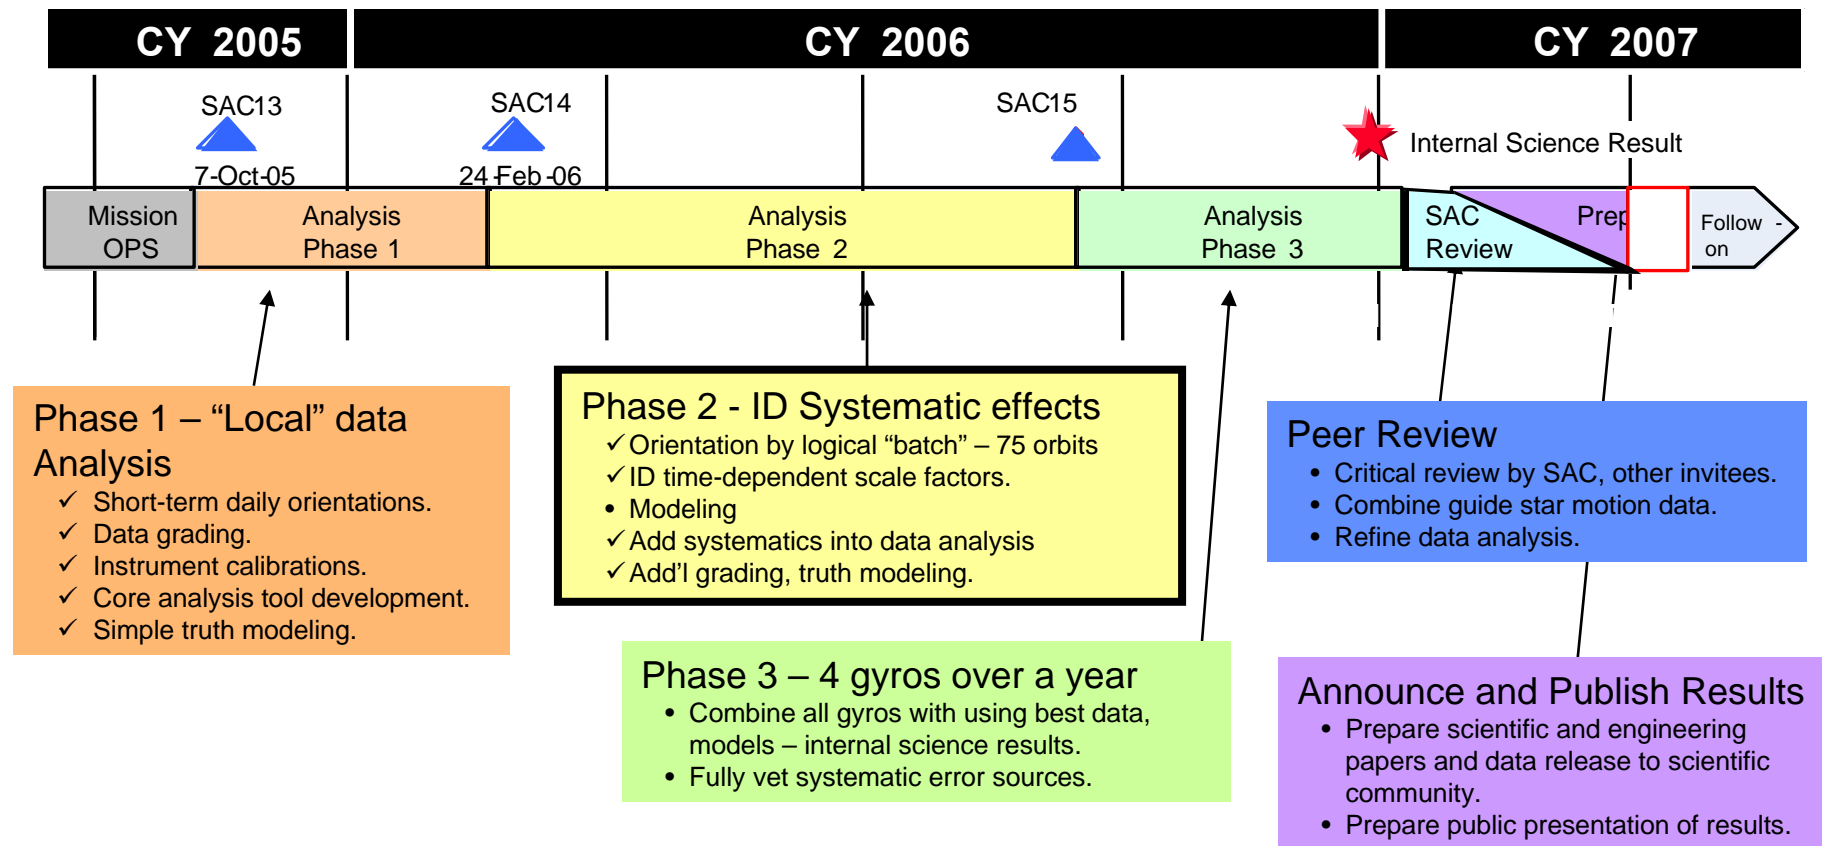 CY 2005
CY 2006
CY 2007
SAC13
SAC14
SAC15
Internal Science Result
7-Oct-05
24-Feb-06
Mission
OPS
Analysis
Phase 1
Analysis
Phase 2
Analysis
Phase 3
SAC
Review
Prep
Follow -
on
Phase 1 – “Local” data
Analysis
✓ Short-term daily orientations.
✓ Data grading.
✓ Instrument calibrations.
✓ Core analysis tool development.
✓ Simple truth modeling.
Phase 2 - ID Systematic effects
✓ Orientation by logical “batch” – 75 orbits
✓ ID time-dependent scale factors.
• Modeling
✓ Add systematics into data analysis
✓ Add’l grading, truth modeling.
Phase 3 – 4 gyros over a year
• Combine all gyros with using best data,
models – internal science results.
• Fully vet systematic error sources.
Peer Review
• Critical review by SAC, other invitees.
• Combine guide star motion data.
• Refine data analysis.
Announce and Publish Results
• Prepare scientific and engineering
papers and data release to scientific
community.
• Prepare public presentation of results.